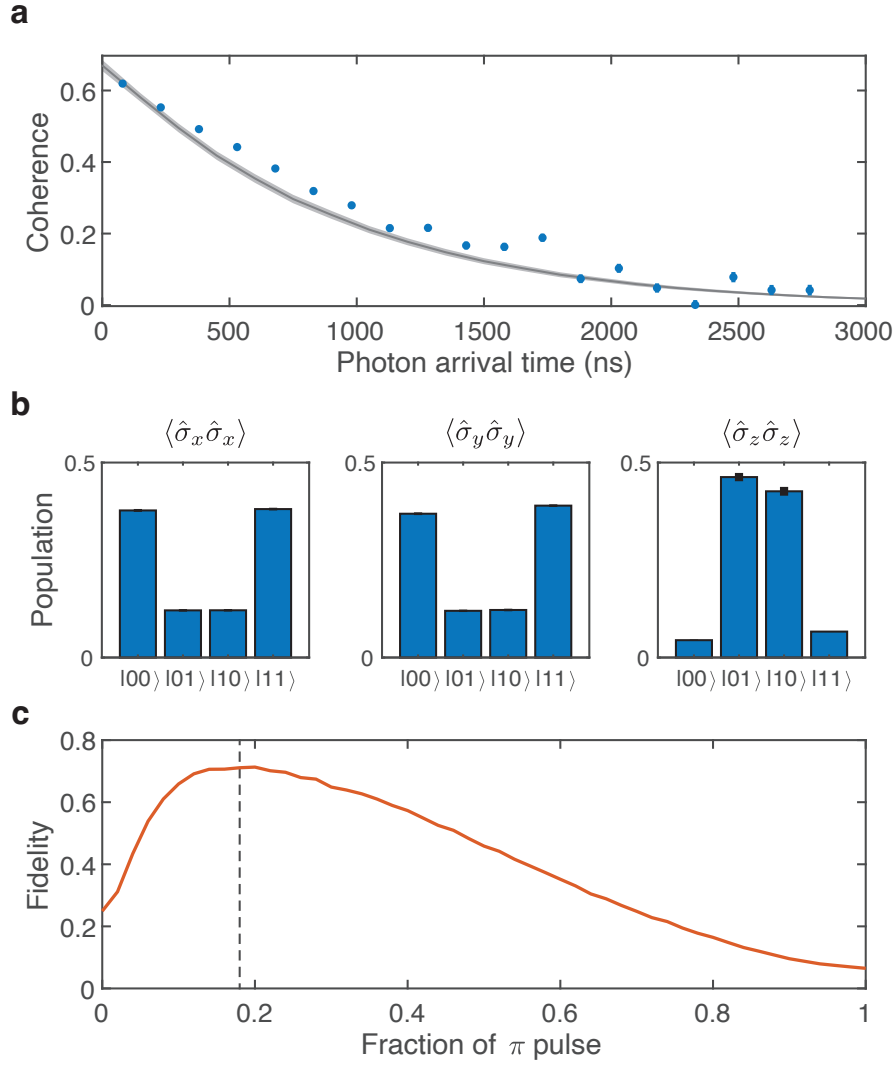 a
0.6
0.4
0.2
0
Coherence
0 500 1000 1500 2000 2500 3000
Photon arrival time (ns)
b
⟨σ̂ₓσ̂ₓ⟩ ⟨σ̂ᵧσ̂ᵧ⟩ ⟨σ̂_zσ̂_z⟩
0.5 0.5 0.5
Population
0 0 0
|00⟩ |01⟩ |10⟩ |11⟩ |00⟩ |01⟩ |10⟩ |11⟩ |00⟩ |01⟩ |10⟩ |11⟩
c
0.8
0.6
0.4
0.2
0
Fidelity
0 0.2 0.4 0.6 0.8 1
Fraction of π pulse